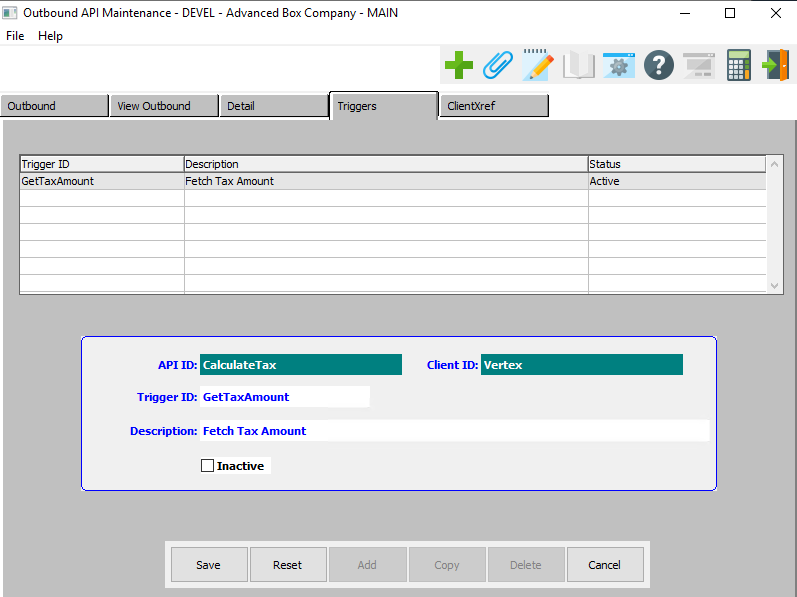 Outbound API Maintenance - DEVEL - Advanced Box Company - MAIN
File Help
?
Outbound View Outbound Detail Triggers ClientXref
Trigger ID Description Status
GetTaxAmount Fetch Tax Amount Active
API ID: CalculateTax Client ID: Vertex
Trigger ID: GetTaxAmount
Description: Fetch Tax Amount
Inactive
Save Reset Add Copy Delete Cancel